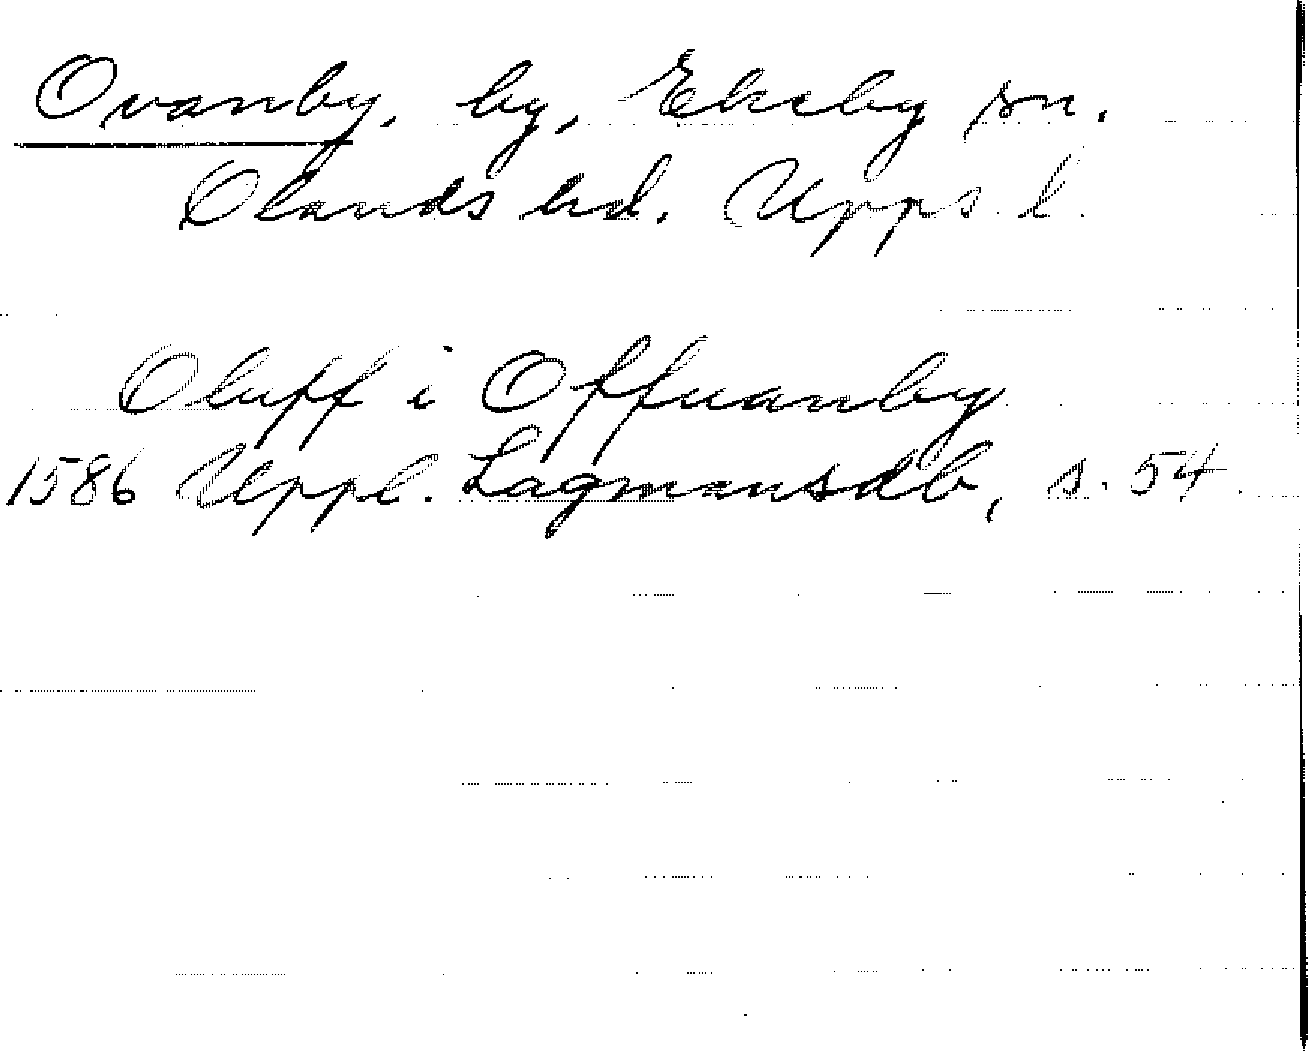 Ovanby, by, Ekeby sn.
Olands hd. Upps. l.
Oluff i Offuanby
1586 Uppl. Lagmansdb, s. 54.